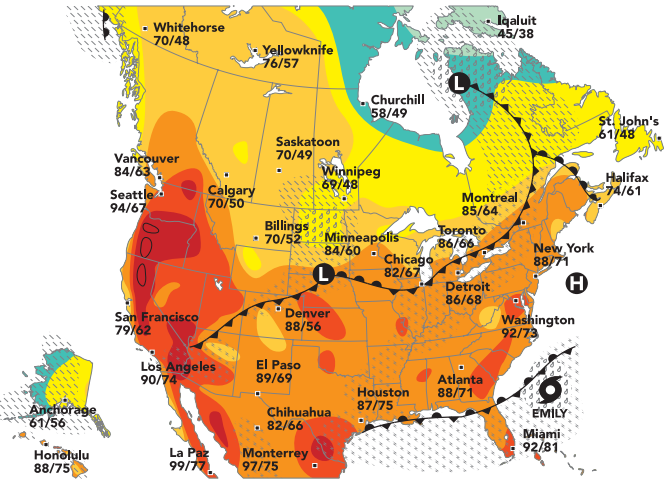 Whitehorse
70/48
Yellowknife
76/57
Iqaluit
45/38
L
Churchill
58/49
St. John's
61/48
Saskatoon
70/49
Vancouver
84/63
Winnipeg
69/48
Halifax
74/61
Seattle
94/67
Calgary
70/50
Montreal
85/64
Billings
70/52
Minneapolis
84/60
Toronto
86/66
Chicago
82/67
New York
88/71
L
Detroit
86/68
H
San Francisco
79/62
Denver
88/56
Washington
92/73
Los Angeles
90/74
El Paso
89/69
Atlanta
88/71
Houston
87/75
Anchorage
61/56
Chihuahua
82/66
EMILY
Miami
92/81
Honolulu
88/75
La Paz
99/77
Monterrey
97/75